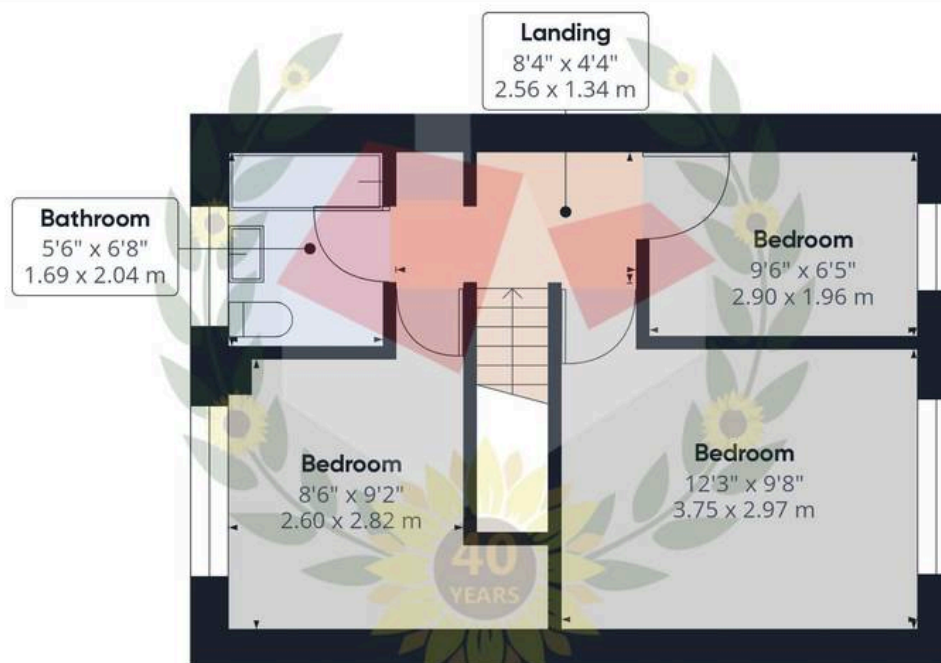 Landing
8'4" x 4'4"
2.56 x 1.34 m
Bathroom
5'6" x 6'8"
1.69 x 2.04 m
Bedroom
9'6" x 6'5"
2.90 x 1.96 m
Bedroom
8'6" x 9'2"
2.60 x 2.82 m
Bedroom
12'3" x 9'8"
3.75 x 2.97 m
40
YEARS